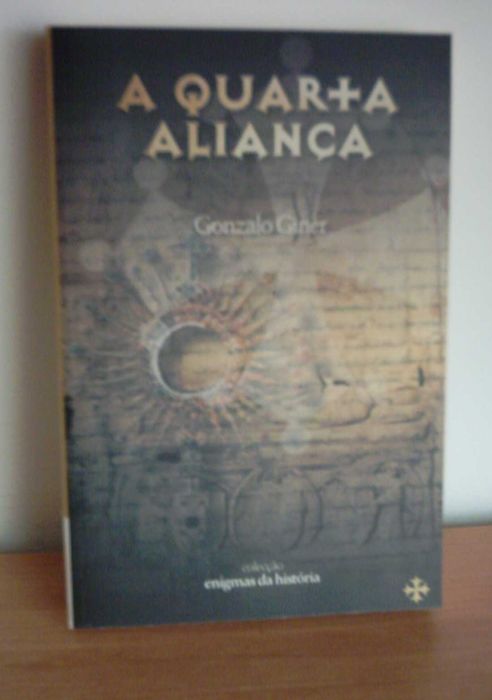 A QUARTA
ALIANÇA
Gonzalo Giner
colecção
enigmas da história